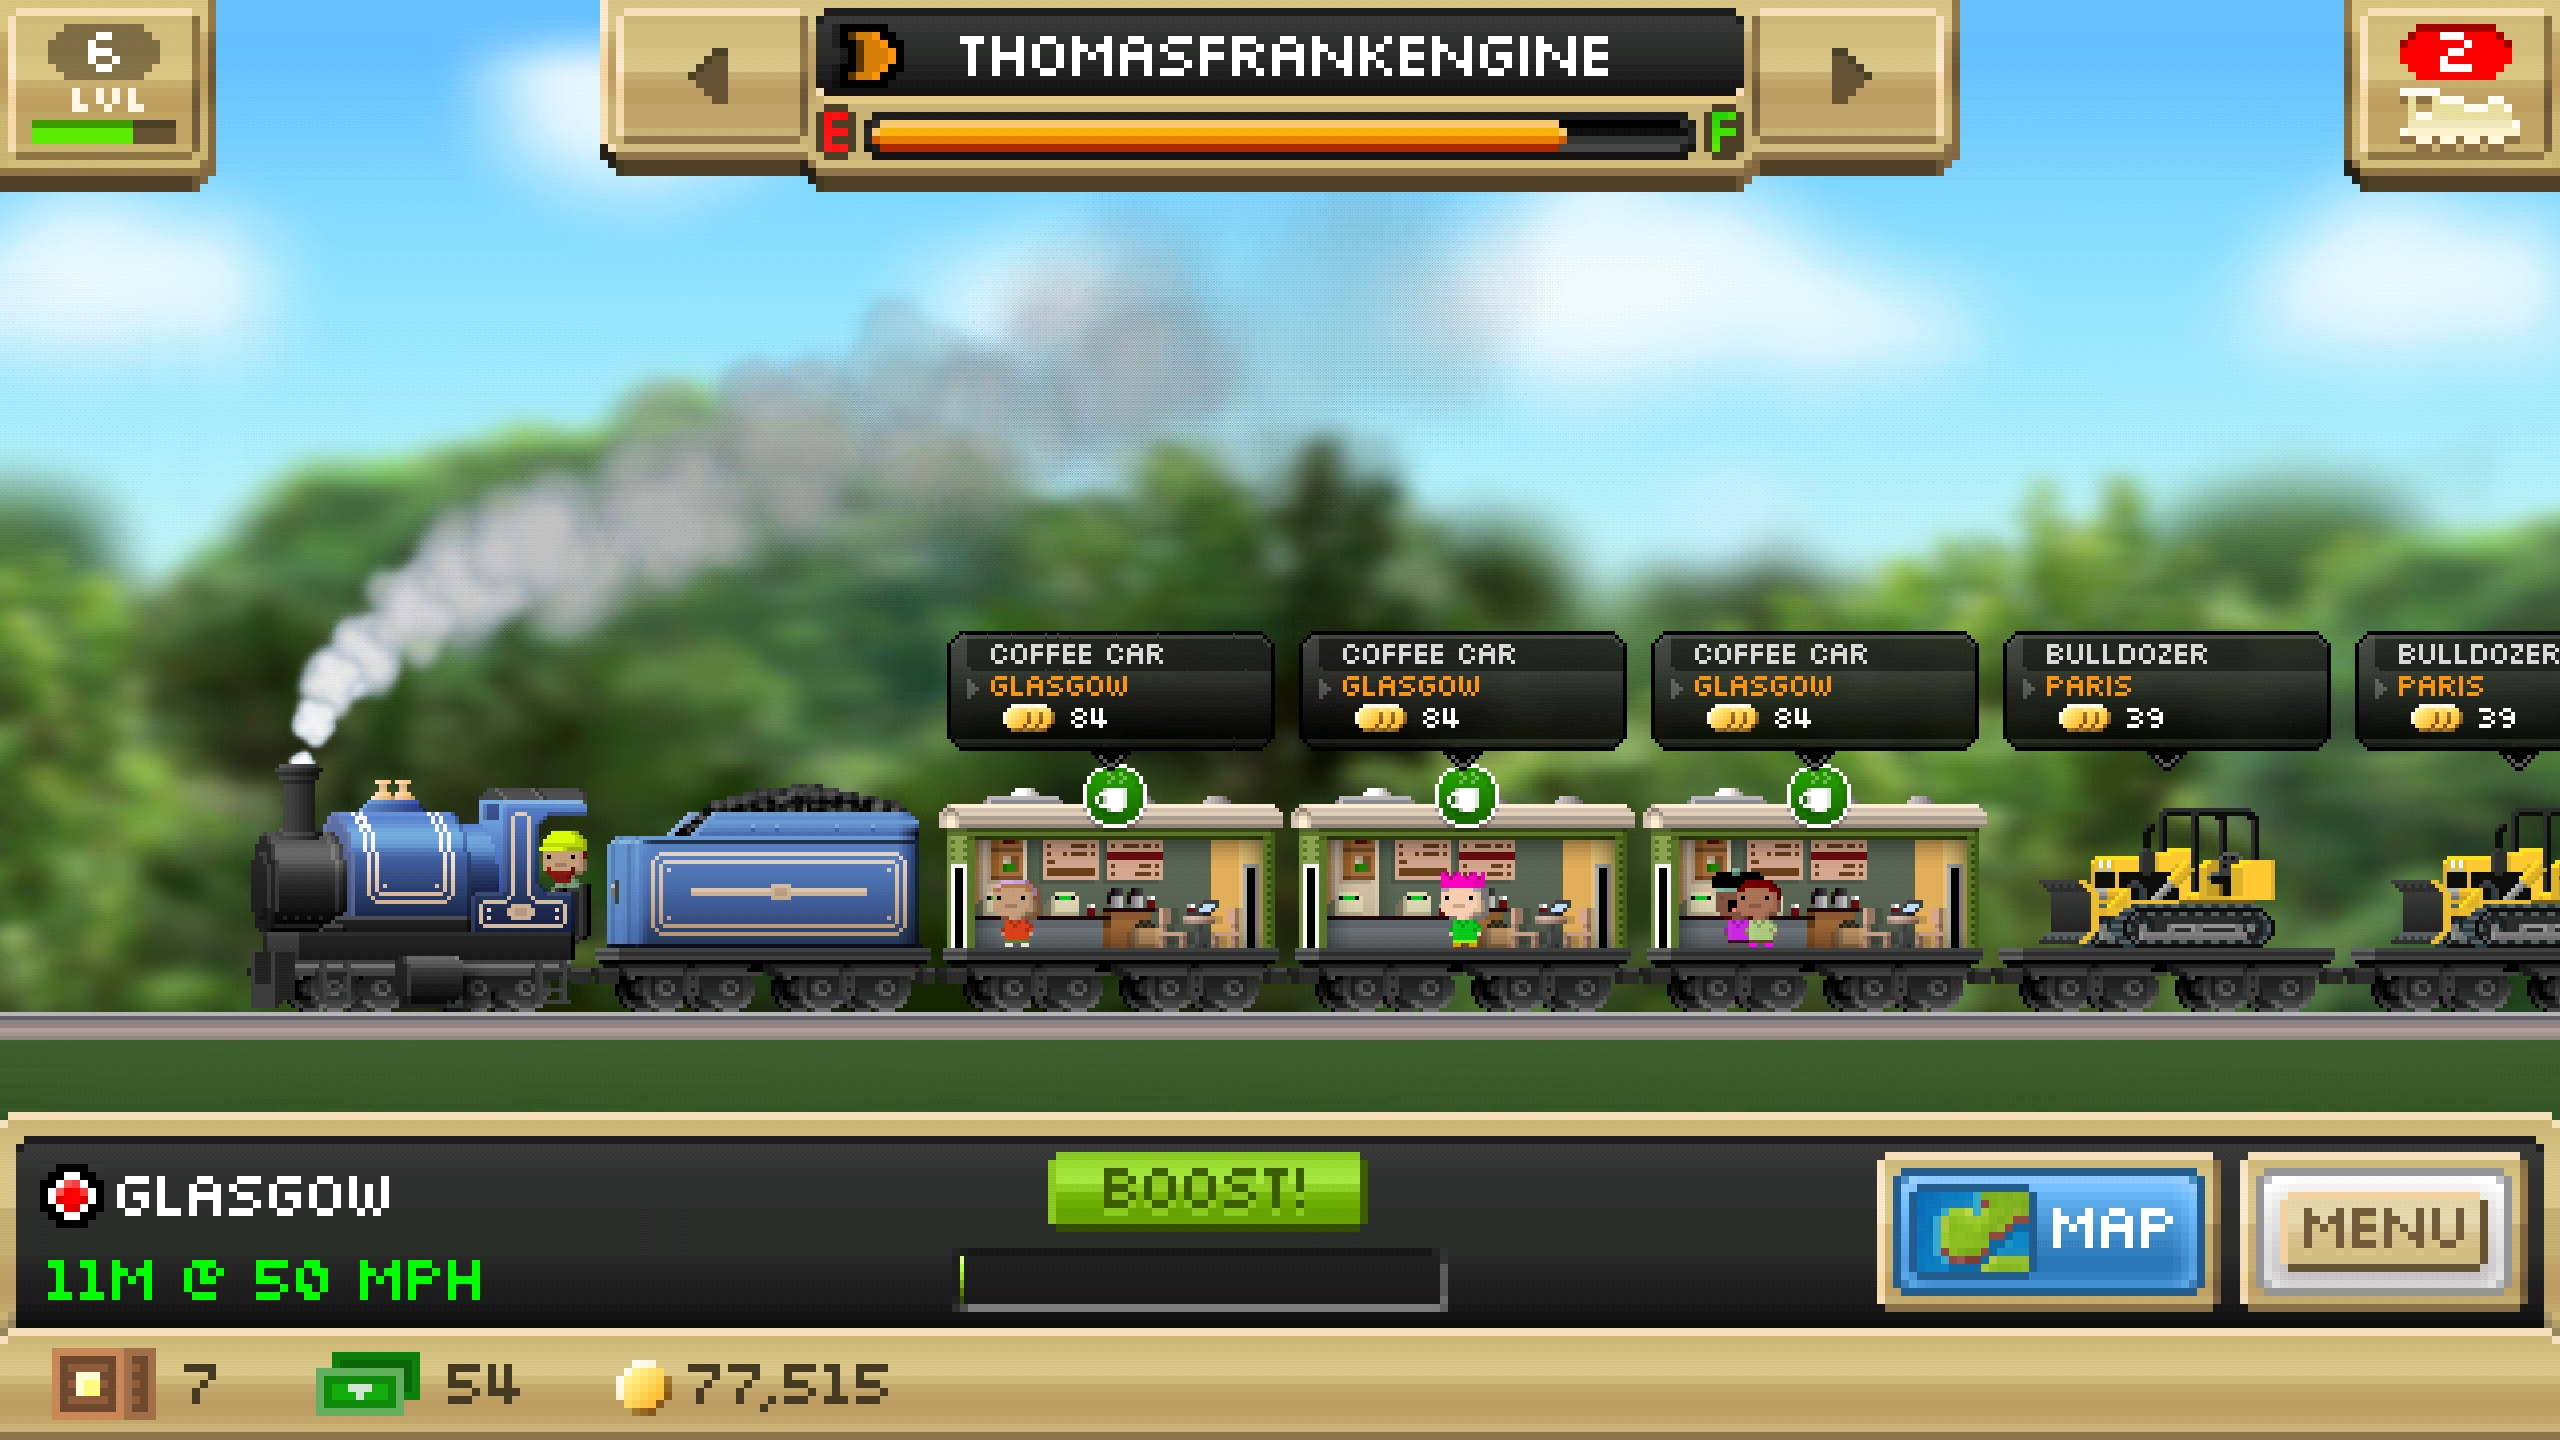 6
LVL
THOMASFRANKENGINE
E F
2
COFFEE CAR
GLASGOW
84
COFFEE CAR
GLASGOW
84
COFFEE CAR
GLASGOW
84
BULLDOZER
PARIS
39
BULLDOZER
PARIS
39
GLASGOW
11M @ 50 MPH
BOOST!
MAP
MENU
7
54
77,515